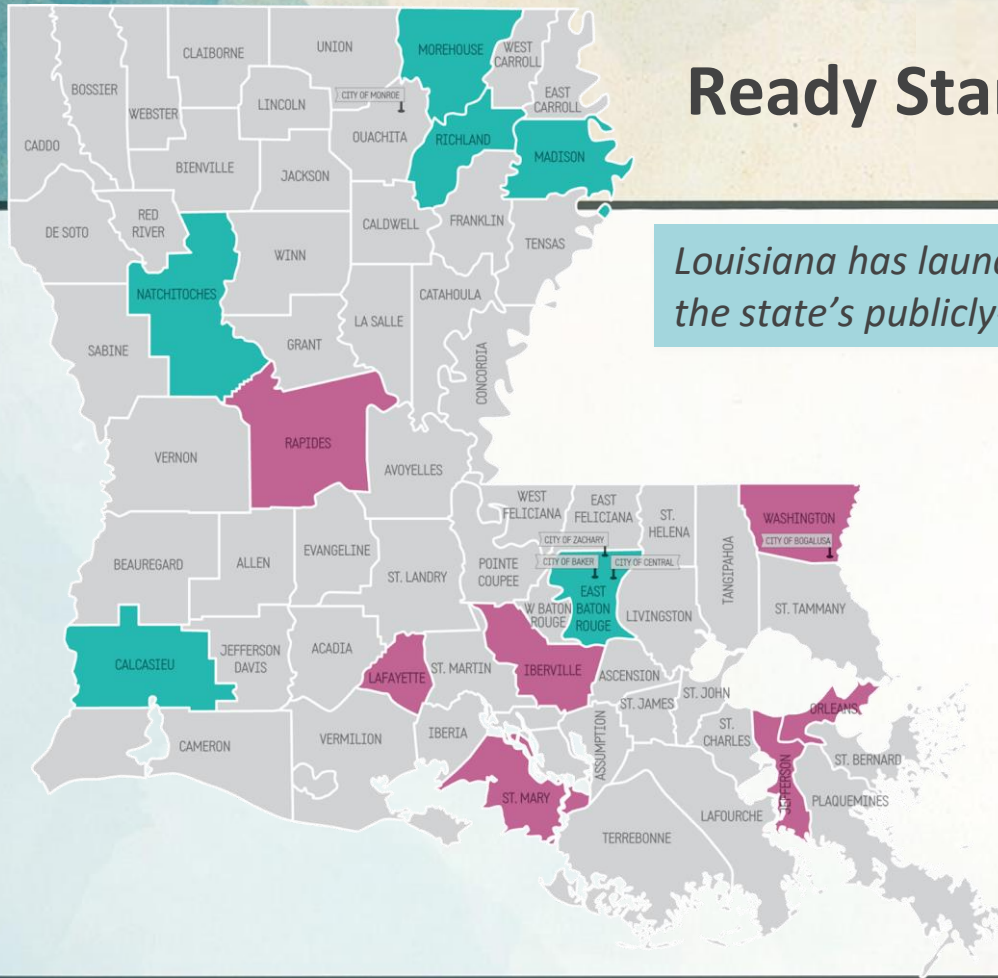 Ready Star
Louisiana has laun
the state's publicly
CLAIBORNE
UNION
MOREHOUSE
WEST
CARROLL
BOSSIER
WEBSTER
LINCOLN
CITY OF MONROE
EAST
CARROLL
CADDO
OUACHITA
RICHLAND
MADISON
BIENVILLE
JACKSON
DE SOTO
RED
RIVER
CALDWELL
FRANKLIN
TENSAS
WINN
NATCHITOCHES
CATAHOULA
LA SALLE
SABINE
GRANT
CONCORDIA
RAPIDES
VERNON
AVOYELLES
WEST
FELICIANA
EAST
FELICIANA
ST.
HELENA
WASHINGTON
CITY OF BOGALUSA
CITY OF ZACHARY
CITY OF BAKER
CITY OF CENTRAL
BEAUREGARD
ALLEN
EVANGELINE
ST. LANDRY
POINTE
COUPEE
TANGIPAHOA
EAST
BATON
ROUGE
W BATON
ROUGE
LIVINGSTON
ST. TAMMANY
CALCASIEU
JEFFERSON
DAVIS
ACADIA
LAFAYETTE
ST. MARTIN
IBERVILLE
ASCENSION
ST. JOHN
ST. JAMES
ORLEANS
CAMERON
VERMILION
IBERIA
ASSUMPTION
ST.
CHARLES
ST. BERNARD
JEFFERSON
ST. MARY
PLAQUEMINES
LAFOURCHE
TERREBONNE